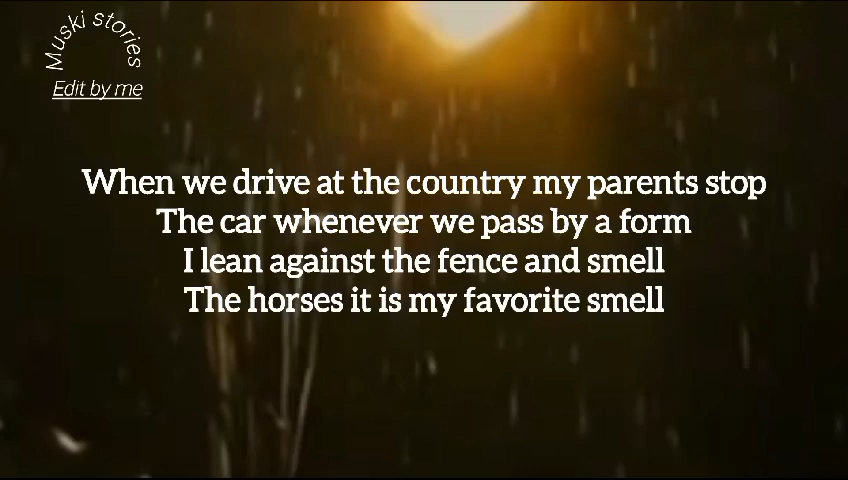 Muski stories
Edit by me
When we drive at the country my parents stop
The car whenever we pass by a form
I lean against the fence and smell
The horses it is my favorite smell